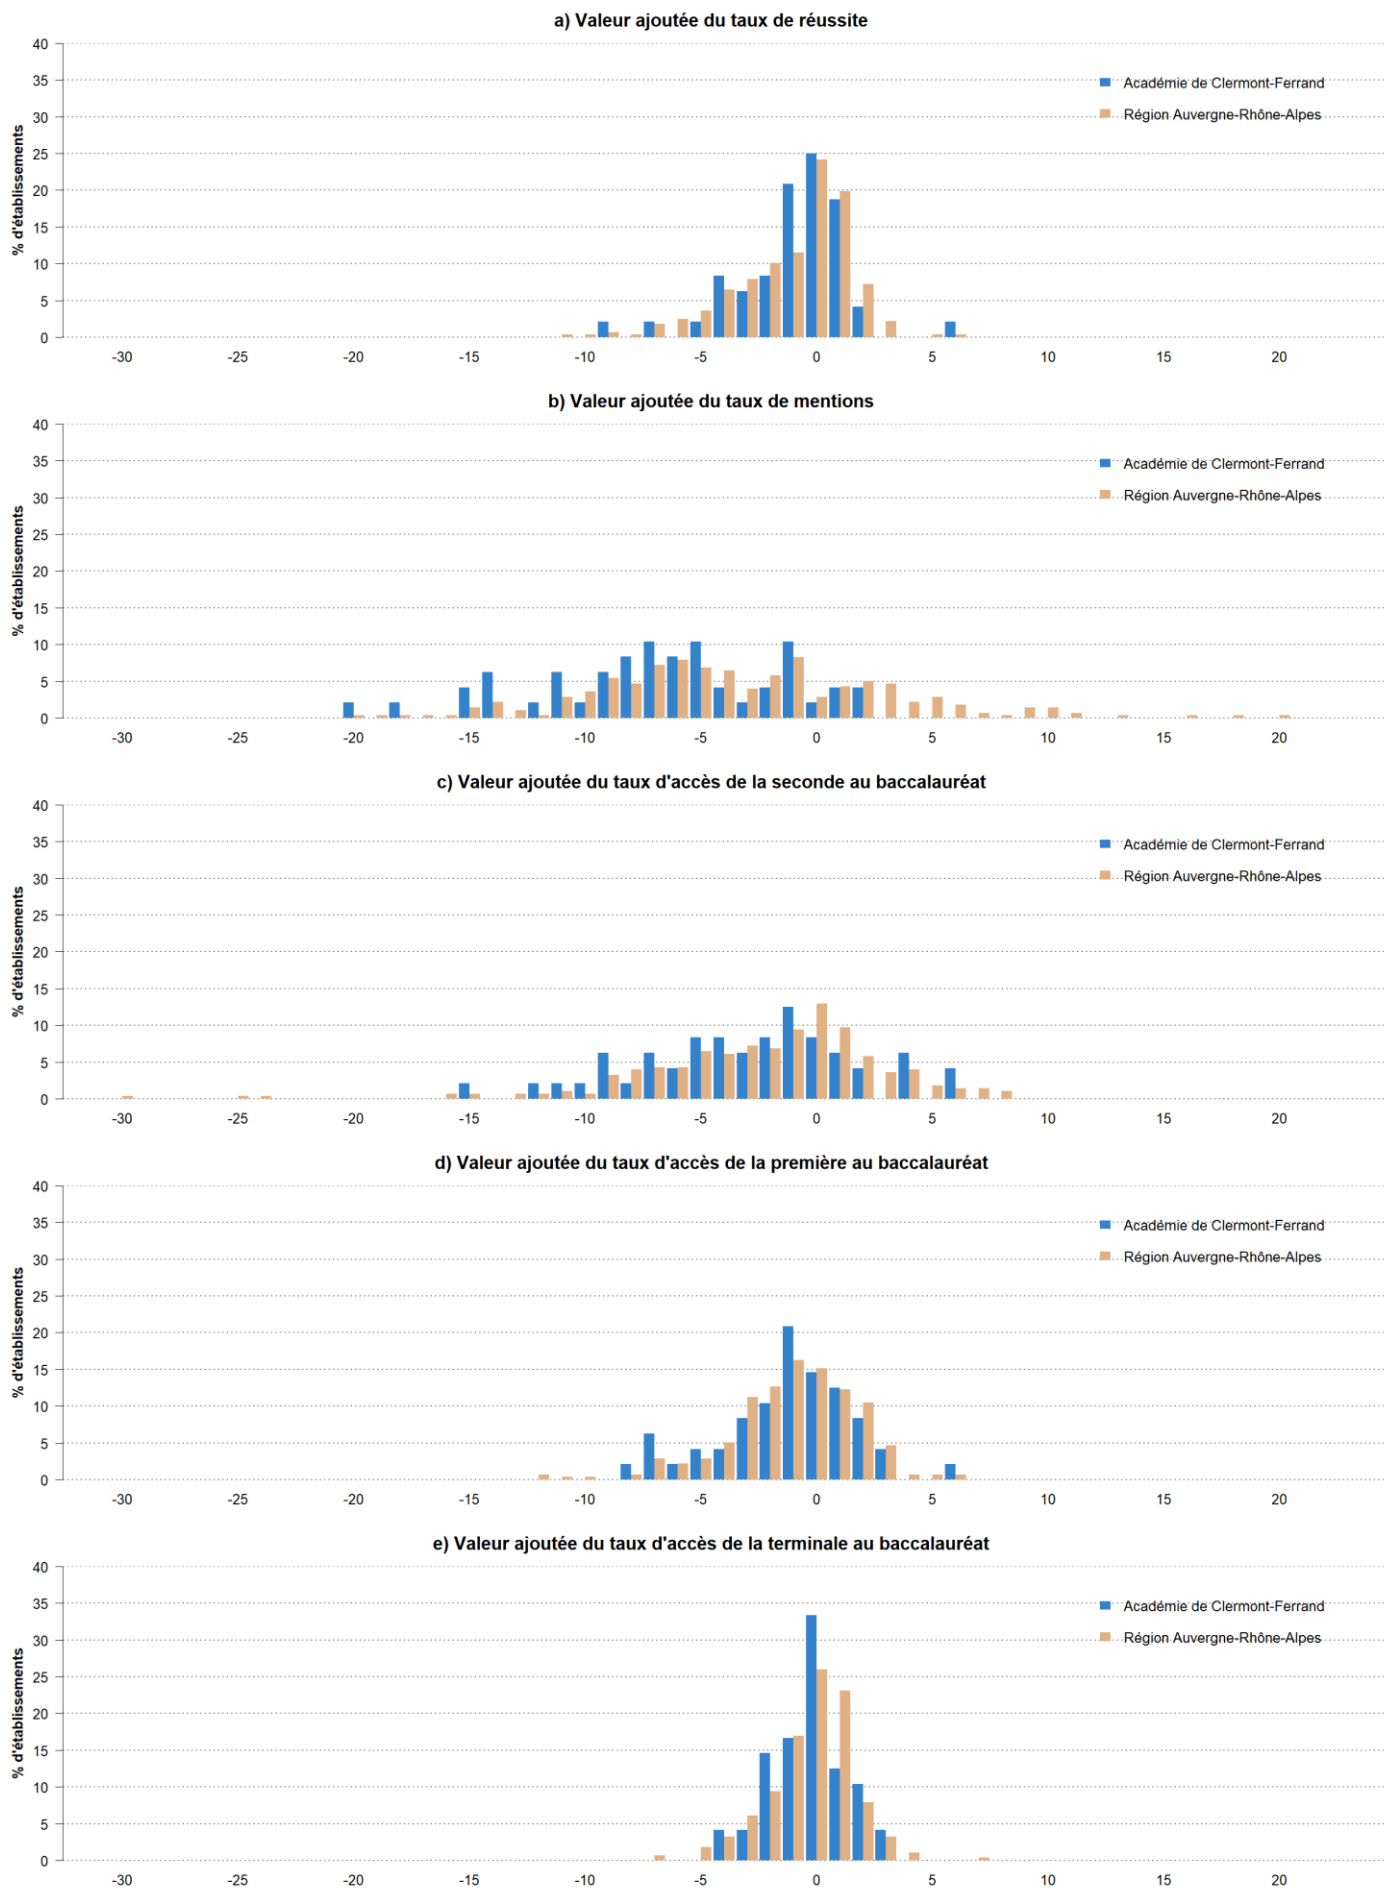 a) Valeur ajoutée du taux de réussite
% d'établissements
40
35
30
25
20
15
10
5
0
Académie de Clermont-Ferrand
Région Auvergne-Rhône-Alpes
-30 -25 -20 -15 -10 -5 0 5 10 15 20
b) Valeur ajoutée du taux de mentions
% d'établissements
40
35
30
25
20
15
10
5
0
Académie de Clermont-Ferrand
Région Auvergne-Rhône-Alpes
-30 -25 -20 -15 -10 -5 0 5 10 15 20
c) Valeur ajoutée du taux d'accès de la seconde au baccalauréat
% d'établissements
40
35
30
25
20
15
10
5
0
Académie de Clermont-Ferrand
Région Auvergne-Rhône-Alpes
-30 -25 -20 -15 -10 -5 0 5 10 15 20
d) Valeur ajoutée du taux d'accès de la première au baccalauréat
% d'établissements
40
35
30
25
20
15
10
5
0
Académie de Clermont-Ferrand
Région Auvergne-Rhône-Alpes
-30 -25 -20 -15 -10 -5 0 5 10 15 20
e) Valeur ajoutée du taux d'accès de la terminale au baccalauréat
% d'établissements
40
35
30
25
20
15
10
5
0
Académie de Clermont-Ferrand
Région Auvergne-Rhône-Alpes
-30 -25 -20 -15 -10 -5 0 5 10 15 20